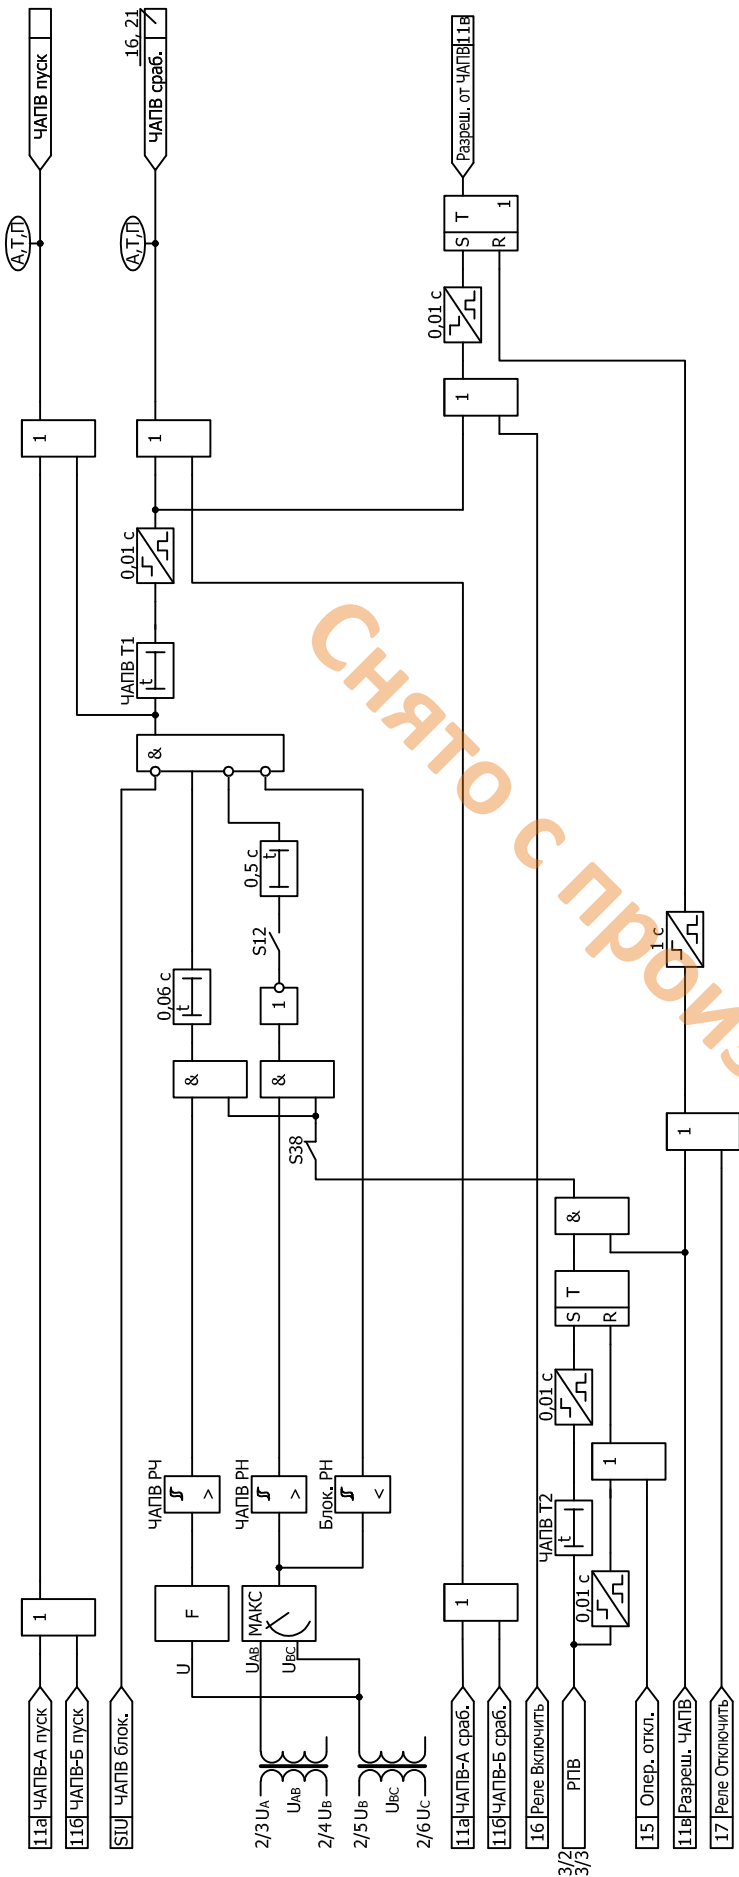 ЧАПВ пуск
16, 21
ЧАПВ сраб.
Разреш. от ЧАПВ 11в
А,Т,П
А,Т,П
S T 1
R
0,01 с
1
1
1
0,01 с
ЧАПВ Т1
t
&
0,5 с
t
S12
0,06 с
t
1
1 с
&
&
S38
1
&
S T
R
0,01 с
1
ЧАПВ РЧ
>
ЧАПВ РН
>
Блок. РН
<
ЧАПВ Т2
t
0,01 с
1
F
МАКС
1
U
UAB
UBC
11а ЧАПВ-А пуск
11б ЧАПВ-Б пуск
SIU ЧАПВ блок.
2/3 UA
UAB
2/4 UB
2/5 UB
UBC
2/6 UC
11а ЧАПВ-А сраб.
11б ЧАПВ-Б сраб.
16 Реле Включить
3/2
3/3
РПВ
15 Опер. откл.
11в Разреш. ЧАПВ
17 Реле Отключить
Снято с произ